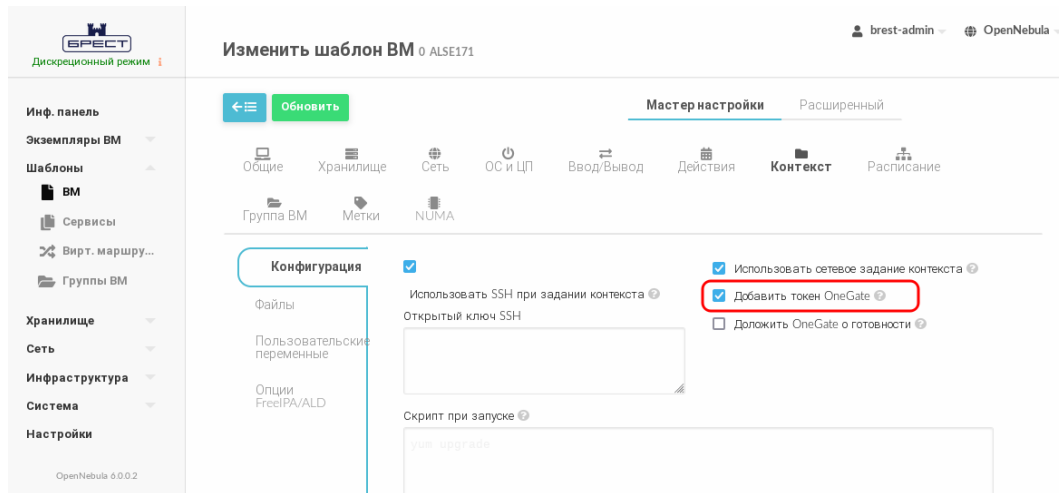 БРЕСТ
Дискреционный режим
Изменить шаблон ВМ 0 ALSE171
brest-admin
OpenNebula
Инф. панель
Экземпляры ВМ
Шаблоны
ВМ
Сервисы
Вирт. маршру...
Группы ВМ
Хранилище
Сеть
Инфраструктура
Система
Настройки
OpenNebula 6.0.0.2
Обновить
Мастер настройки
Расширенный
Общие
Хранилище
Сеть
ОС и ЦП
Ввод/Вывод
Действия
Контекст
Расписание
Группа ВМ
Метки
NUMA
Конфигурация
Файлы
Пользовательские
переменные
Опции
FreeIPA/ALD
Использовать SSH при задании контекста
Открытый ключ SSH
Использовать сетевое задание контекста
Добавить токен OneGate
Доложить OneGate о готовности
Скрипт при запуске
yum upgrade